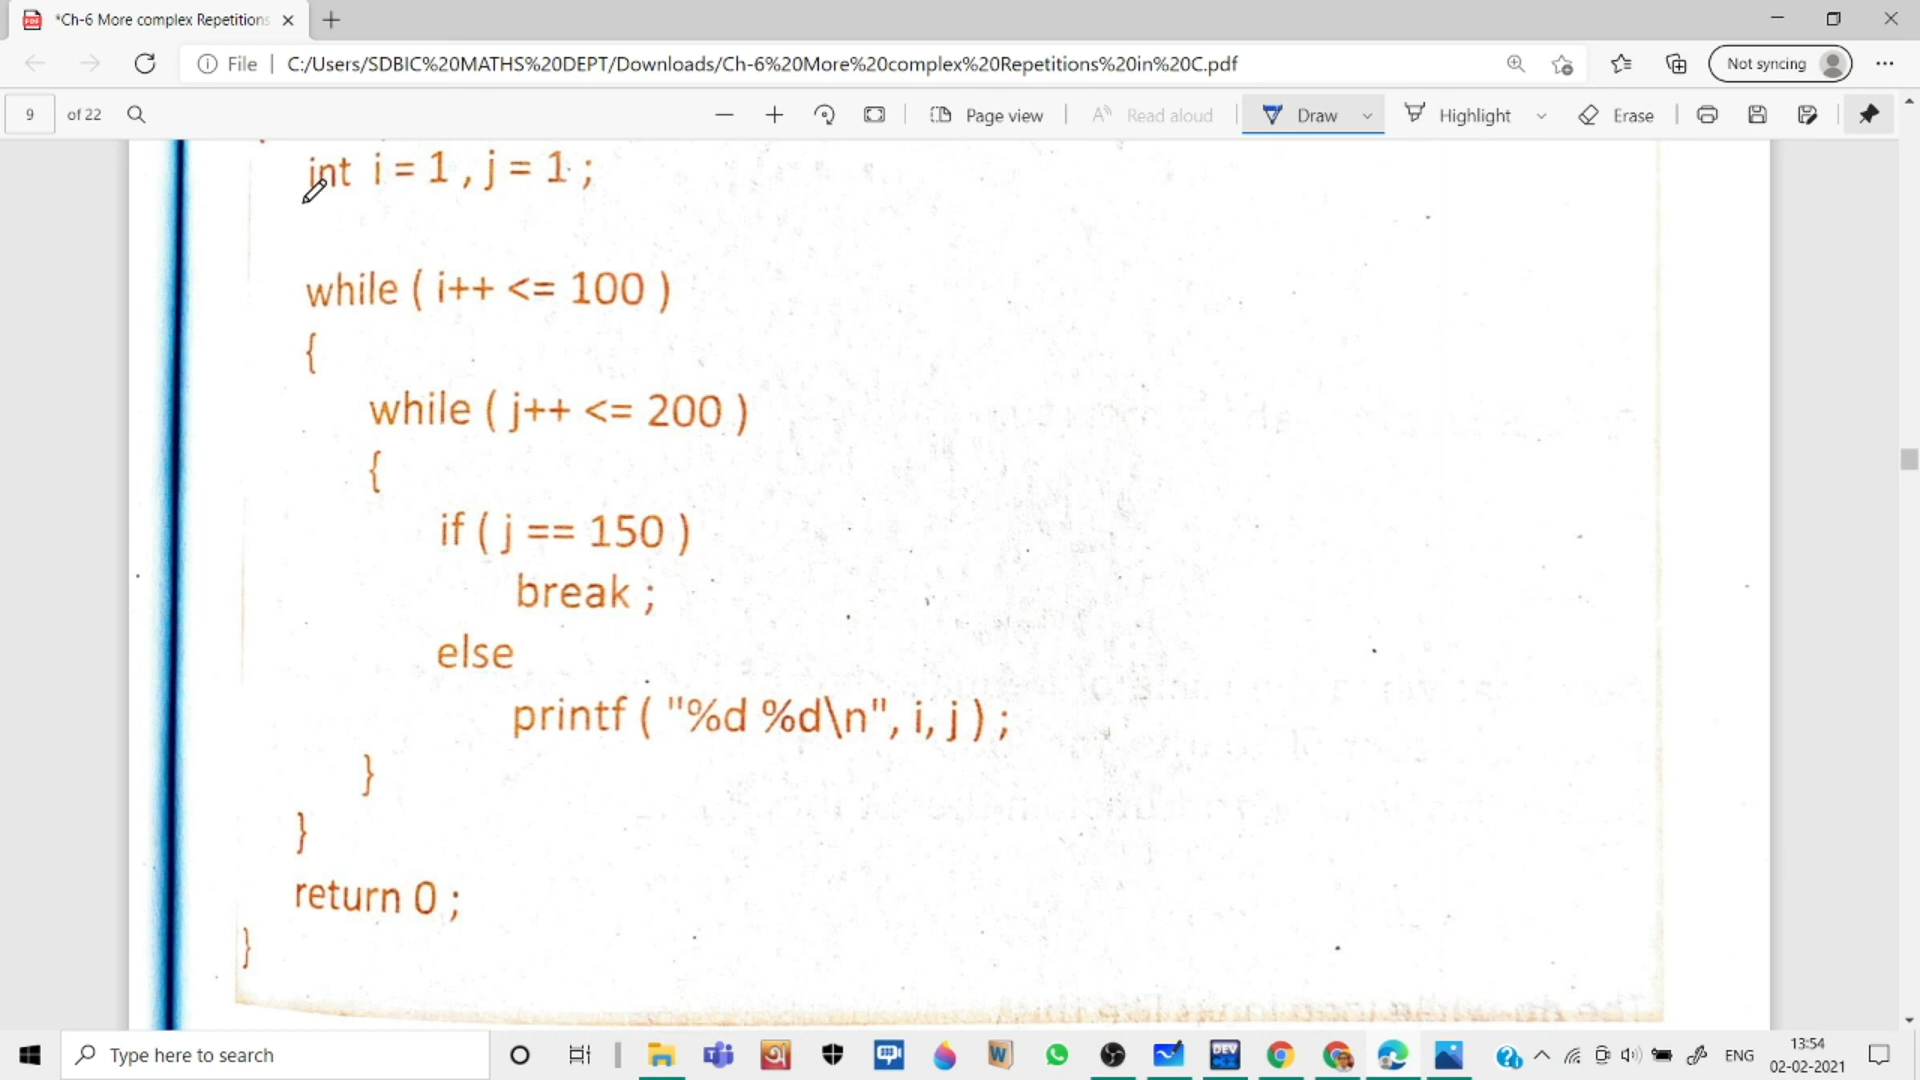 *Ch-6 More complex Repetitions
File
C:/Users/SDBIC%20MATHS%20DEPT/Downloads/Ch-6%20More%20complex%20Repetitions%20in%20C.pdf
Not syncing
9 of 22
Page view
Read aloud
Draw
Highlight
Erase
int i = 1 , j = 1 ;
while ( i++ <= 100 )
{
while ( j++ <= 200 )
{
if ( j == 150 )
break ;
else
printf ( "%d %d\n", i, j ) ;
}
}
return 0 ;
}
Type here to search
DEV
ENG
13:54
02-02-2021